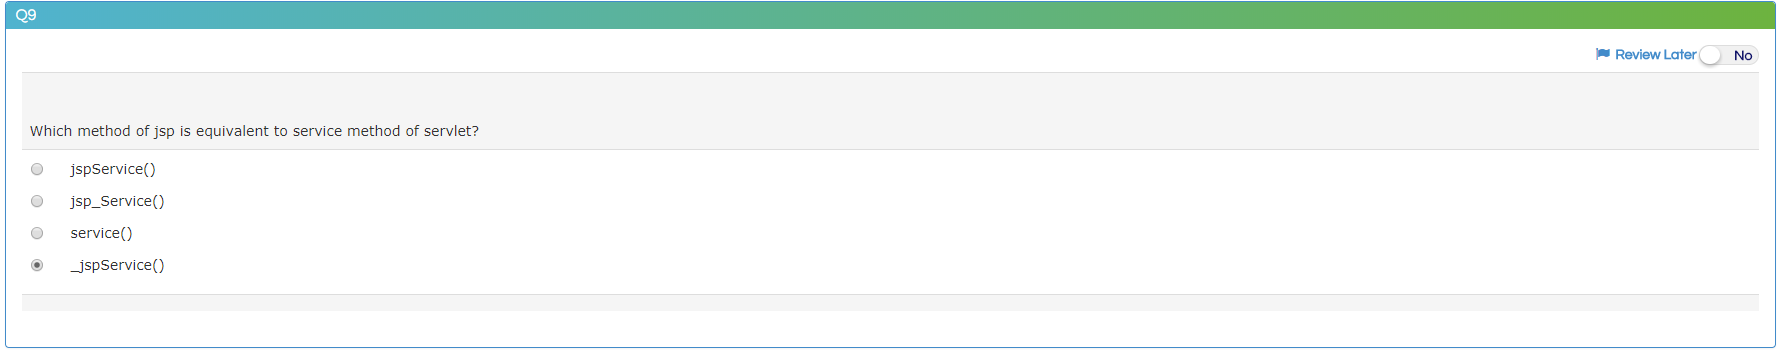 Q9
Review Later No
Which method of jsp is equivalent to service method of servlet?
jspService()
jsp_Service()
service()
_jspService()